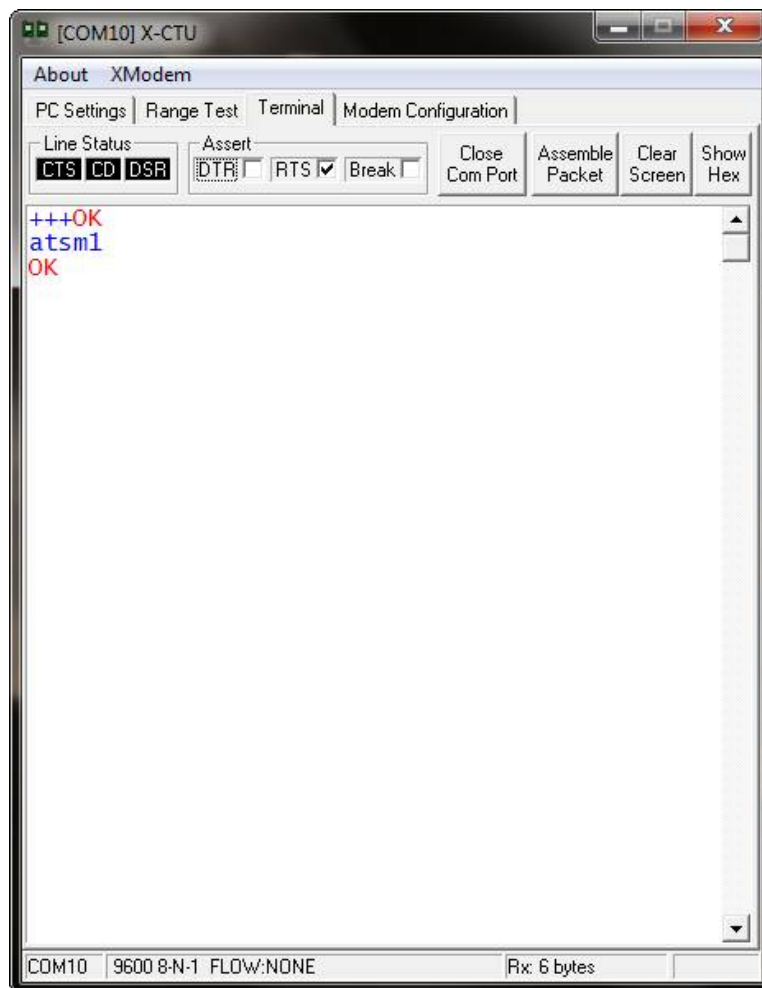 [COM10] X-CTU
About XModem
PC Settings Range Test Terminal Modem Configuration
Line Status Assert
CTS CD DSR DTR RTS Break Close Com Port Assemble Packet Clear Screen Show Hex
+++OK
atsm1
OK
COM10 9600 8-N-1 FLOW:NONE Rx: 6 bytes